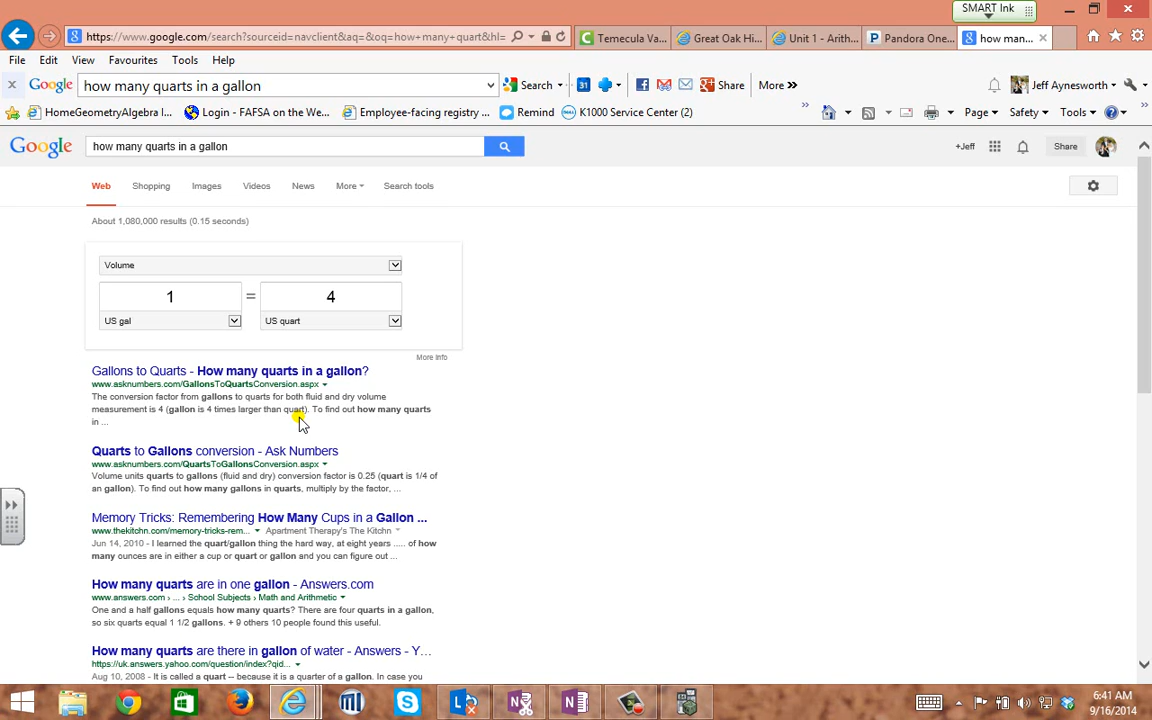 SMART Ink
https://www.google.com/search?sourceid=navclient&aq=&oq=how+many+quart&hl=
Temecula Va...
Great Oak Hi...
Unit 1 - Arith...
Pandora One...
how man...
File Edit View Favourites Tools Help
Google how many quarts in a gallon Search Share More »
Jeff Aynesworth
HomeGeometryAlgebra I... Login - FAFSA on the We... Employee-facing registry ... Remind K1000 Service Center (2) Page Safety Tools
Google how many quarts in a gallon +Jeff Share
Web Shopping Images Videos News More Search tools
About 1,080,000 results (0.15 seconds)
Volume
1 = 4
US gal US quart
More info
Gallons to Quarts - How many quarts in a gallon?
www.asknumbers.com/GallonsToQuartsConversion.aspx
The conversion factor from gallons to quarts for both fluid and dry volume
measurement is 4 (gallon is 4 times larger than quart). To find out how many quarts
in ...
Quarts to Gallons conversion - Ask Numbers
www.asknumbers.com/QuartsToGallonsConversion.aspx
Volume units quarts to gallons (fluid and dry) conversion factor is 0.25 (quart is 1/4 of
an gallon). To find out how many gallons in quarts, multiply by the factor, ...
Memory Tricks: Remembering How Many Cups in a Gallon ...
www.thekitchn.com/memory-tricks-rem... Apartment Therapy's The Kitchn
Jun 14, 2010 - I learned the quart/gallon thing the hard way, at eight years ..... of how
many ounces are in either a cup or quart or gallon and you can figure out ...
How many quarts are in one gallon - Answers.com
www.answers.com › ... › School Subjects › Math and Arithmetic
One and a half gallons equals how many quarts? There are four quarts in a gallon,
so six quarts equal 1 1/2 gallons. + 9 others 10 people found this useful.
How many quarts are there in gallon of water - Answers - Y...
https://uk.answers.yahoo.com/question/index?qid...
Aug 10, 2008 - It is called a quart -- because it is a quarter of a gallon. In case you
6:41 AM
9/16/2014